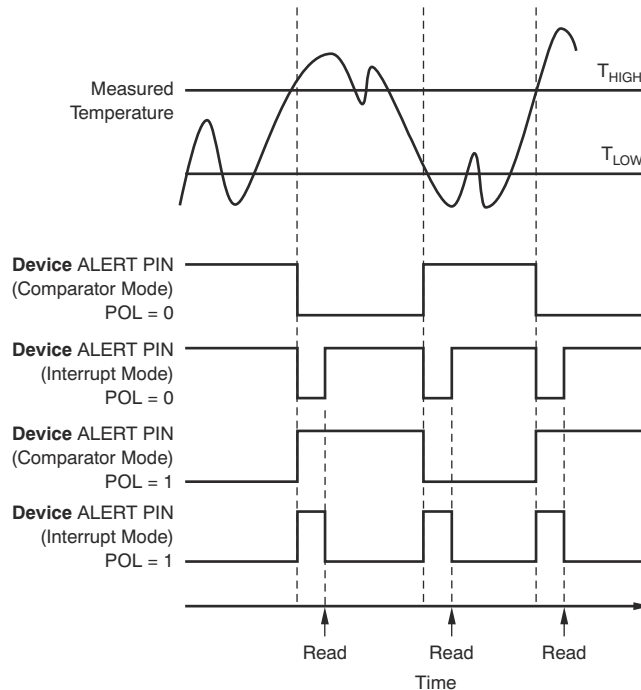 T_HIGH
Measured
Temperature
T_LOW
Device ALERT PIN
(Comparator Mode)
POL = 0
Device ALERT PIN
(Interrupt Mode)
POL = 0
Device ALERT PIN
(Comparator Mode)
POL = 1
Device ALERT PIN
(Interrupt Mode)
POL = 1
Read Read Read
Time